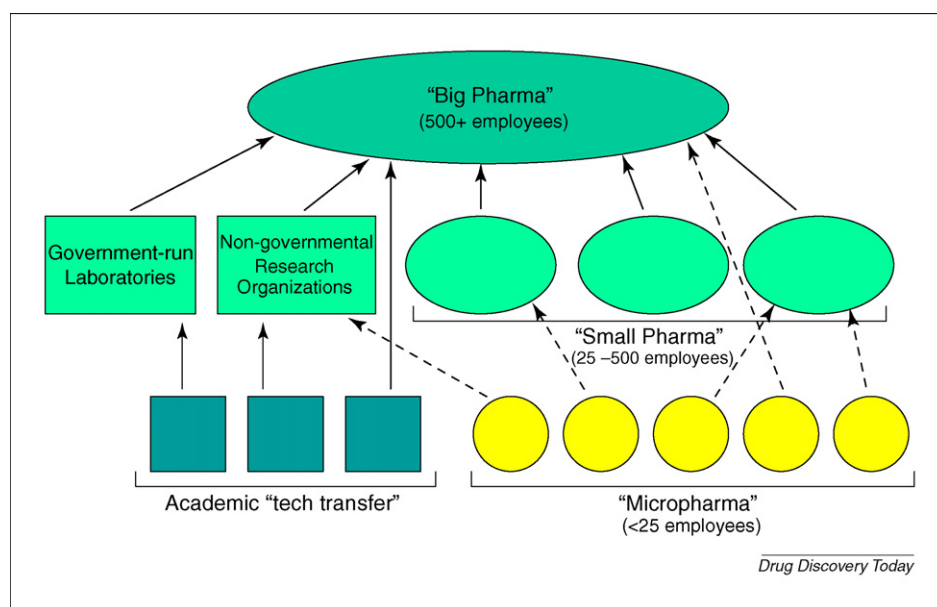 “Big Pharma”
(500+ employees)
Government-run
Laboratories
Non-governmental
Research
Organizations
“Small Pharma”
(25 –500 employees)
Academic “tech transfer”
“Micropharma”
(<25 employees)
Drug Discovery Today